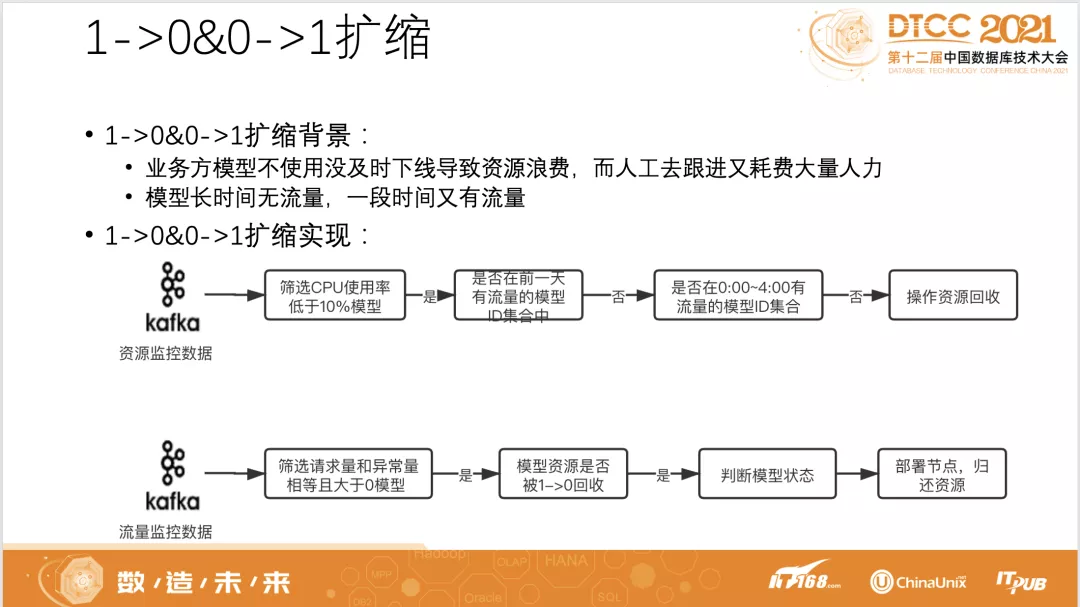 1->0&0->1扩缩
DTCC 2021
第十二届中国数据库技术大会
DATABASE TECHNOLOGY CONFERENCE CHINA 2021
• 1->0&0->1扩缩背景：
• 业务方模型不使用没及时下线导致资源浪费，而人工去跟进又耗费大量人力
• 模型长时间无流量，一段时间又有流量
• 1->0&0->1扩缩实现：
kafka
资源监控数据
筛选CPU使用率
低于10%模型
是
是否在前一天
有流量的模型
ID集合中
否
是否在0:00~4:00有
流量的模型ID集合
否
操作资源回收
kafka
流量监控数据
筛选请求量和异常量
相等且大于0模型
是
模型资源是否
被1–>0回收
是
判断模型状态
部署节点，归
还资源
数/造/未/来
Hadoop
OLAP
HANA
MPP
DB2
Oracle
SQL
IT168.com
ChinaUnix.net
ITPUB